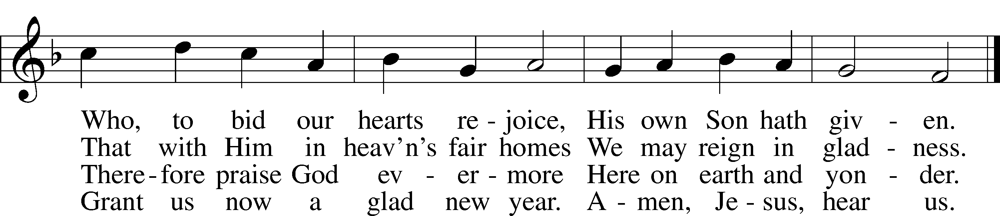 Who, to bid our hearts re - joice, His own Son hath giv - en.
That with Him in heav'n's fair homes We may reign in glad - ness.
There - fore praise God ev - er - more Here on earth and yon - der.
Grant us now a glad new year. A - men, Je - sus, hear us.